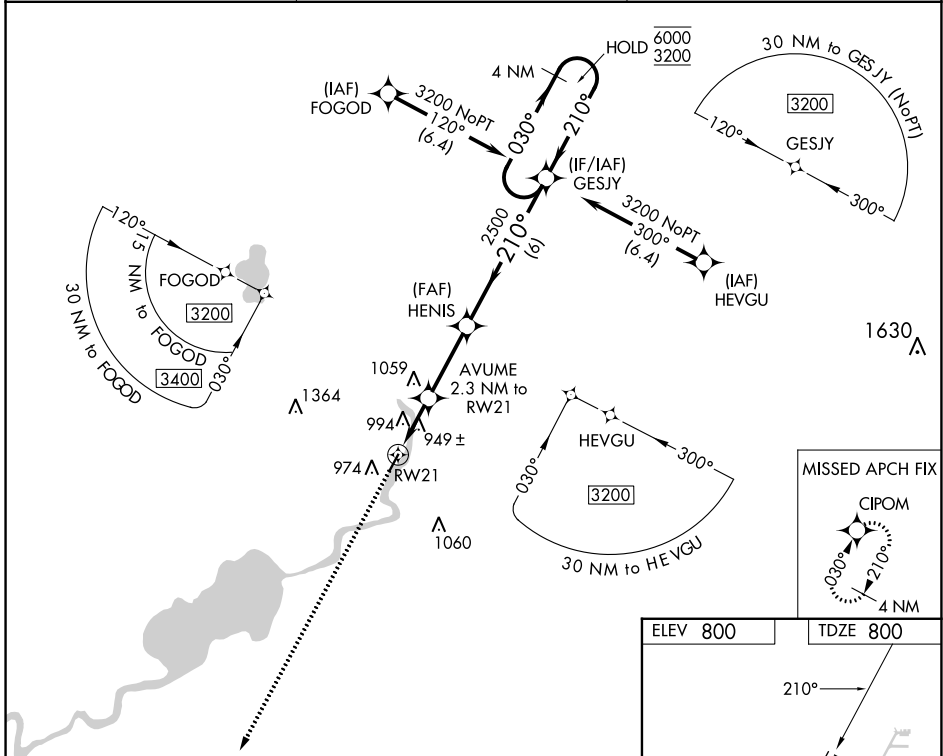 HOLD 6000
3200
4 NM
(IAF)
FOGOD
3200 NoPT
120°
(6.4)
030°
210°
(IF/IAF)
GESJY
30 NM to GESJY (NoPT)
3200
120°
GESJY
300°
3200 NoPT
300°
(6.4)
(IAF)
HEVGU
2500
210°
(6)
120°
15 NM to FOGOD
30 NM to FOGOD
FOGOD
3200
3400
030°
(FAF)
HENIS
1630
1059
AVUME
2.3 NM to
RW21
1364
994
949 ±
974
RW21
1060
HEVGU
030°
300°
3200
30 NM to HEVGU
MISSED APCH FIX
CIPOM
030°
210°
4 NM
ELEV 800
TDZE 800
210°